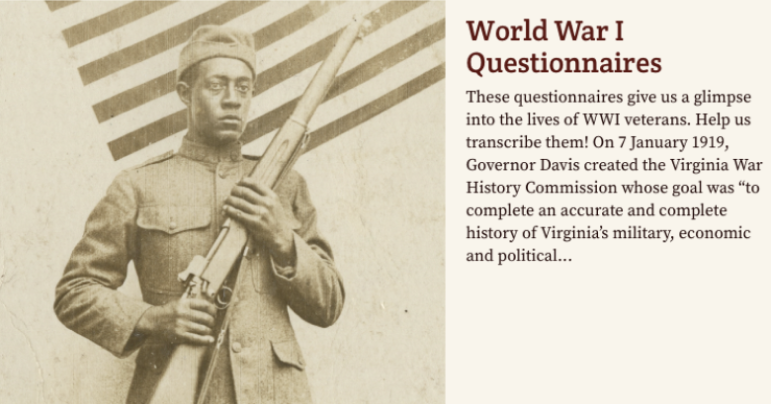 World War I
Questionnaires
These questionnaires give us a glimpse
into the lives of WWI veterans. Help us
transcribe them! On 7 January 1919,
Governor Davis created the Virginia War
History Commission whose goal was “to
complete an accurate and complete
history of Virginia’s military, economic
and political...